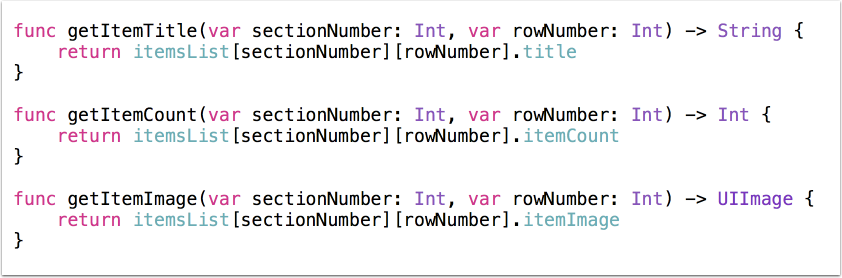 func getItemTitle(var sectionNumber: Int, var rowNumber: Int) -> String {
    return itemsList[sectionNumber][rowNumber].title
}

func getItemCount(var sectionNumber: Int, var rowNumber: Int) -> Int {
    return itemsList[sectionNumber][rowNumber].itemCount
}

func getItemImage(var sectionNumber: Int, var rowNumber: Int) -> UIImage {
    return itemsList[sectionNumber][rowNumber].itemImage
}